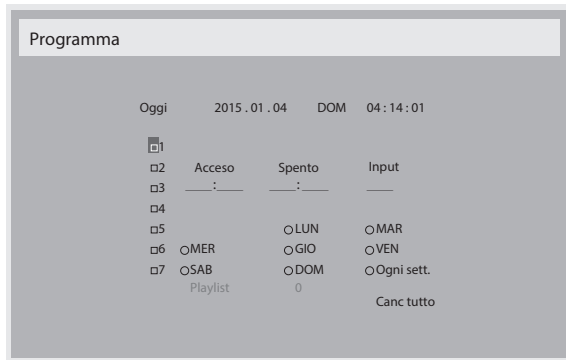 Programma
Oggi 2015 . 01 . 04 DOM 04 : 14 : 01
1
2 Acceso Spento Input
3 ____:____ ____:____ ____
4
5 LUN MAR
6 MER GIO VEN
7 SAB DOM Ogni sett.
Playlist 0
Canc tutto